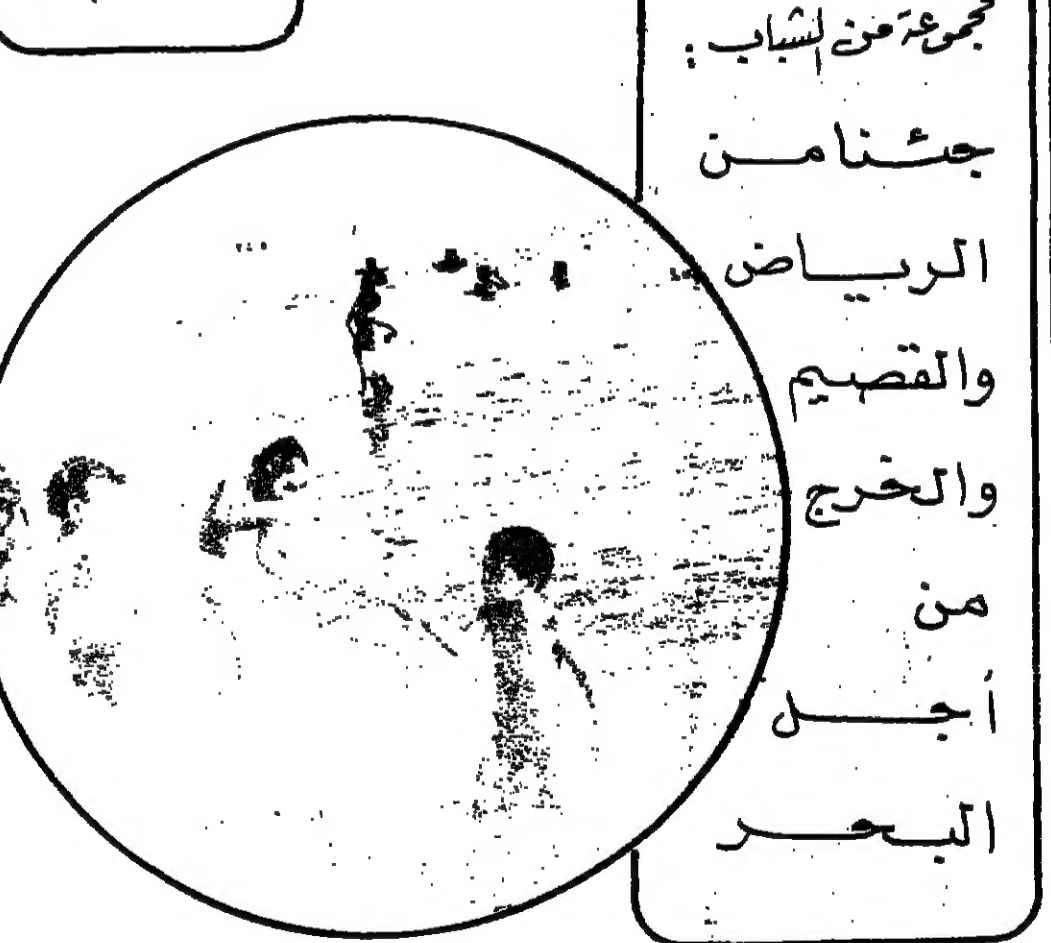 مجموعة من الشباب :
جئنا من
الرياض
والقصيم
والخرج
من
أجل
البحر